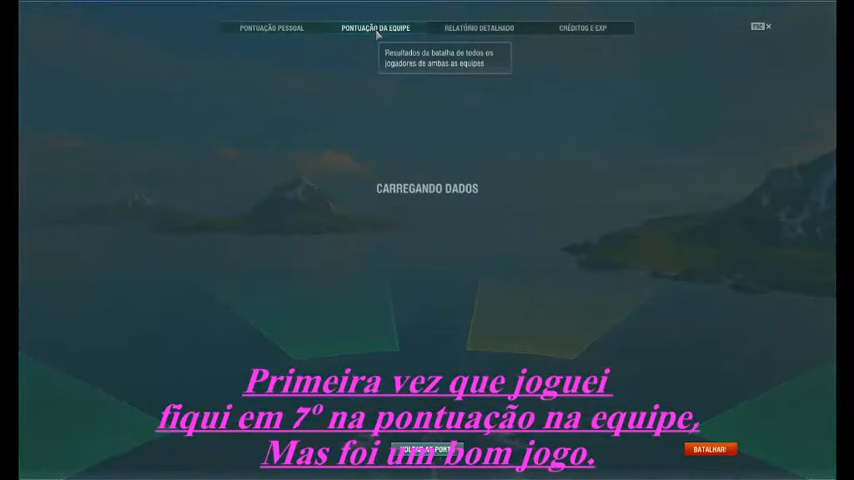 PONTUAÇÃO PESSOAL
PONTUAÇÃO DA EQUIPE
RELATÓRIO DETALHADO
CRÉDITOS E EXP
ESC ×
Resultados da batalha de todos os
jogadores de ambas as equipes
CARREGANDO DADOS
Primeira vez que joguei
fiqui em 7º na pontuação na equipe,
Mas foi um bom jogo.
BATALHAR!